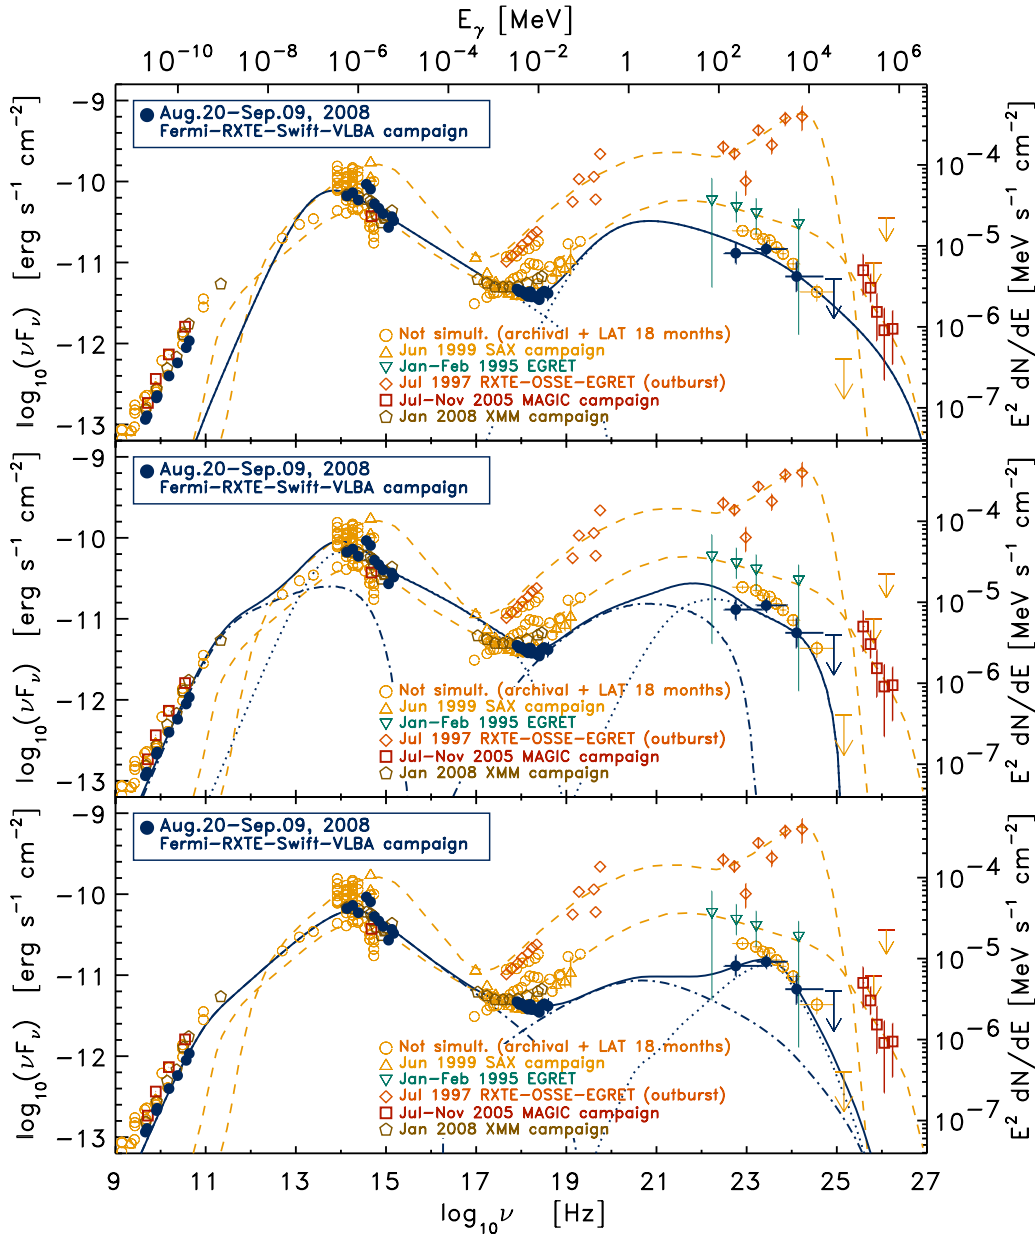 E_γ [MeV]
10^−10 10^−8 10^−6 10^−4 10^−2 1 10^2 10^4 10^6
log_10(νF_ν) [erg s^−1 cm^−2]
−9
−10
−11
−12
−13
Aug.20−Sep.09, 2008
Fermi−RXTE−Swift−VLBA campaign
Not simult. (archival + LAT 18 months)
Jun 1999 SAX campaign
Jan−Feb 1995 EGRET
Jul 1997 RXTE−OSSE−EGRET (outburst)
Jul−Nov 2005 MAGIC campaign
Jan 2008 XMM campaign
10^−4
10^−5
10^−6
10^−7
E^2 dN/dE [MeV s^−1 cm^−2]
log_10(νF_ν) [erg s^−1 cm^−2]
−9
−10
−11
−12
−13
Aug.20−Sep.09, 2008
Fermi−RXTE−Swift−VLBA campaign
Not simult. (archival + LAT 18 months)
Jun 1999 SAX campaign
Jan−Feb 1995 EGRET
Jul 1997 RXTE−OSSE−EGRET (outburst)
Jul−Nov 2005 MAGIC campaign
Jan 2008 XMM campaign
10^−4
10^−5
10^−6
10^−7
E^2 dN/dE [MeV s^−1 cm^−2]
log_10(νF_ν) [erg s^−1 cm^−2]
−9
−10
−11
−12
−13
Aug.20−Sep.09, 2008
Fermi−RXTE−Swift−VLBA campaign
Not simult. (archival + LAT 18 months)
Jun 1999 SAX campaign
Jan−Feb 1995 EGRET
Jul 1997 RXTE−OSSE−EGRET (outburst)
Jul−Nov 2005 MAGIC campaign
Jan 2008 XMM campaign
10^−4
10^−5
10^−6
10^−7
E^2 dN/dE [MeV s^−1 cm^−2]
9 11 13 15 17 19 21 23 25 27
log_10 ν [Hz]